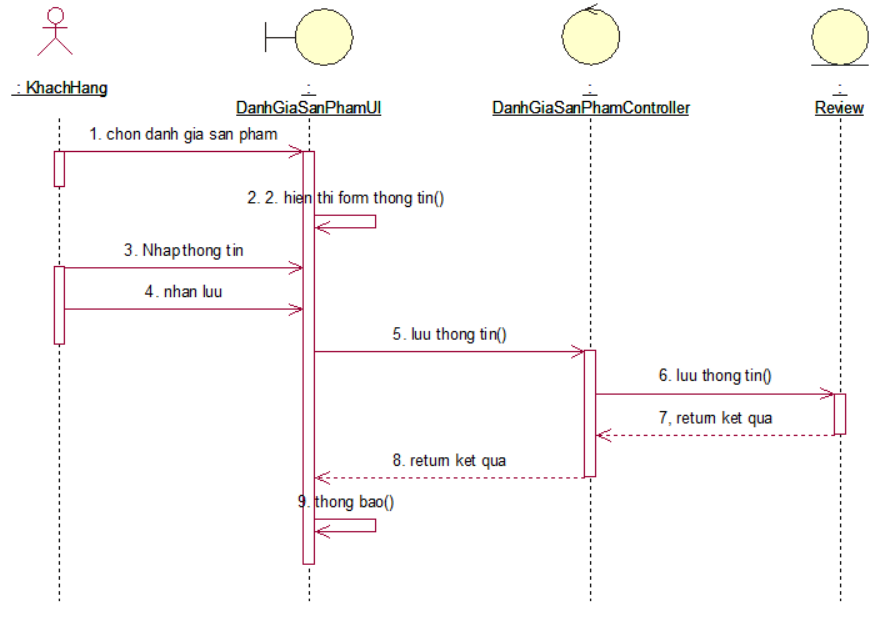 : KhachHang
:
DanhGiaSanPhamUI
:
DanhGiaSanPhamController
:
Review
1. chon danh gia san pham
2. 2. hien thi form thong tin()
3. Nhap thong tin
4. nhan luu
5. luu thong tin()
6. luu thong tin()
7, return ket qua
8. return ket qua
9. thong bao()